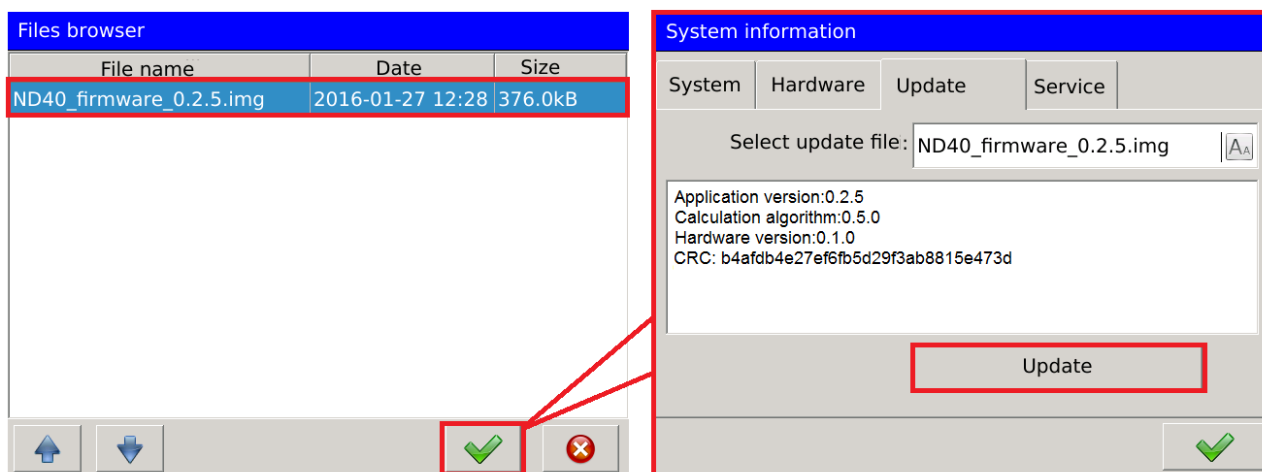 Files browser
File name Date Size
ND40_firmware_0.2.5.img 2016-01-27 12:28 376.0kB
System information
System Hardware Update Service
Select update file: ND40_firmware_0.2.5.img AA
Application version:0.2.5
Calculation algorithm:0.5.0
Hardware version:0.1.0
CRC: b4afdb4e27ef6fb5d29f3ab8815e473d
Update